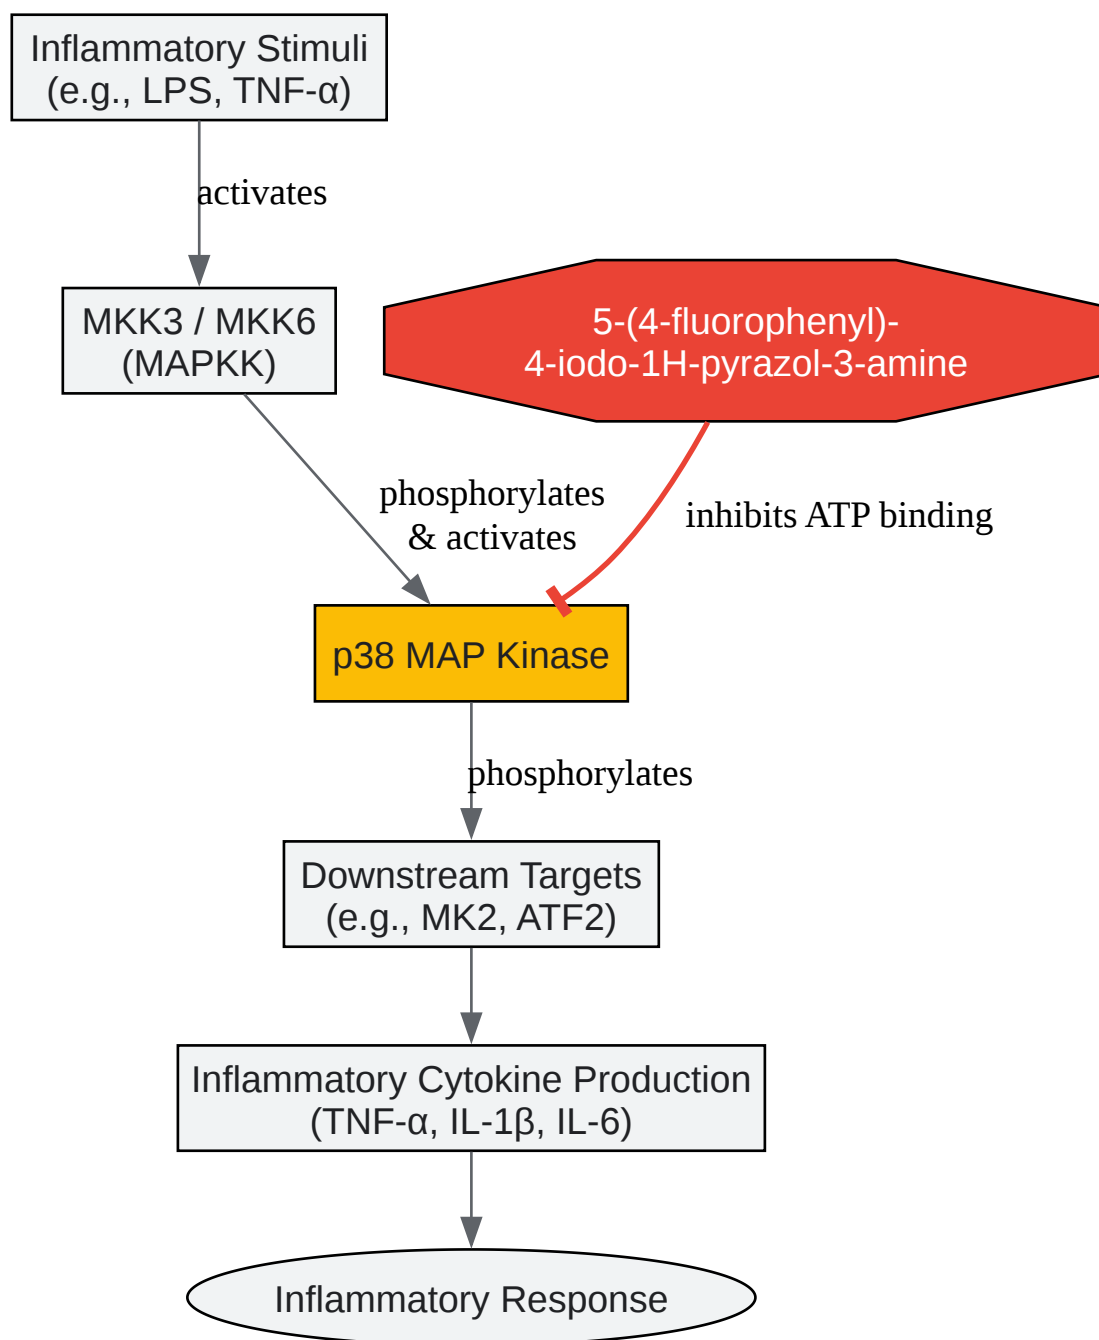 Inflammatory Stimuli
(e.g., LPS, TNF-α)
activates
MKK3 / MKK6
(MAPKK)
5-(4-fluorophenyl)-
4-iodo-1H-pyrazol-3-amine
phosphorylates
& activates
inhibits ATP binding
p38 MAP Kinase
phosphorylates
Downstream Targets
(e.g., MK2, ATF2)
Inflammatory Cytokine Production
(TNF-α, IL-1β, IL-6)
Inflammatory Response